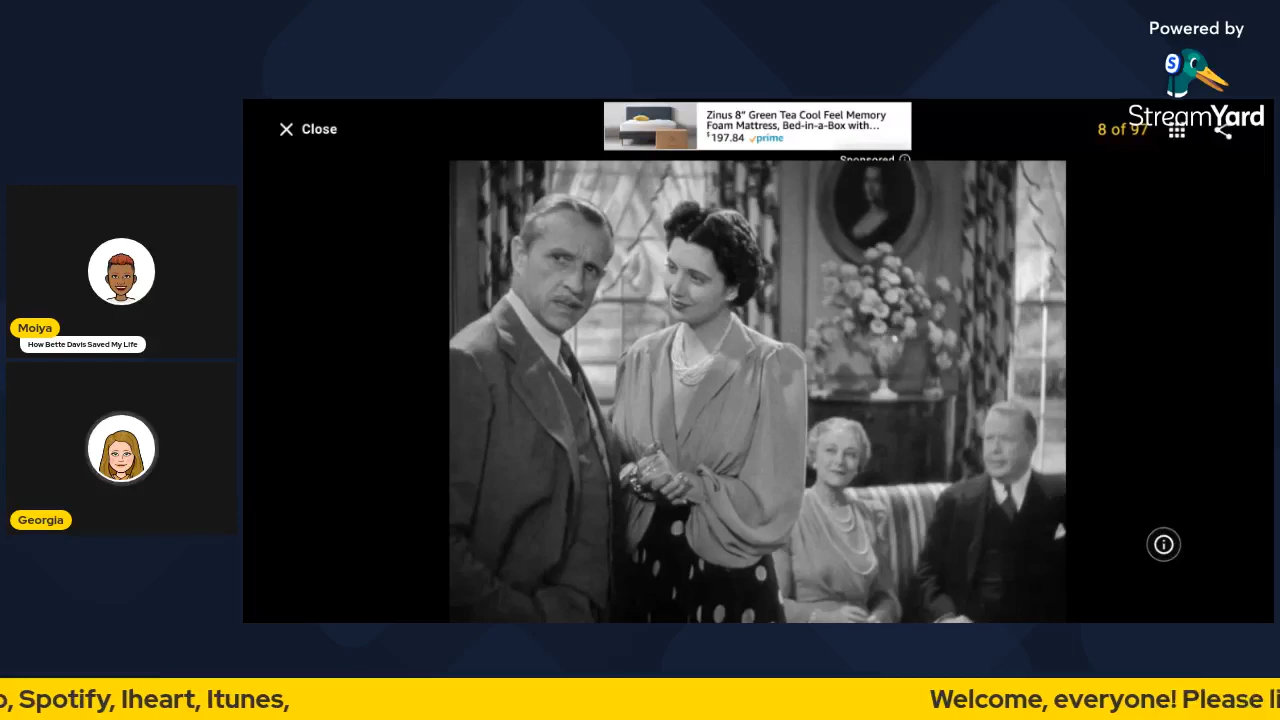 Powered by
StreamYard
Close
Zinus 8" Green Tea Cool Feel Memory
Foam Mattress, Bed-in-a-Box with...
$197.84 prime
8 of 97
Sponsored
Moiya
How Bette Davis Saved My Life
Georgia
o, Spotify, Iheart, Itunes,
Welcome, everyone! Please li